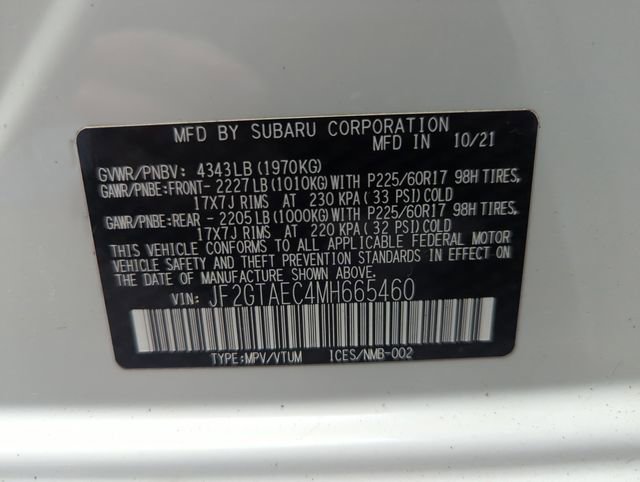 MFD BY SUBARU CORPORATION
MFD IN 10/21
GVWR/PNBV: 4343LB(1970KG)
GAWR/PNBE:FRONT- 2227LB(1010KG)WITH P225/60R17 98H TIRES,
17X7J RIMS AT 230 KPA(33 PSI)COLD
GAWR/PNBE:REAR - 2205LB(1000KG)WITH P225/60R17 98H TIRES,
17X7J RIMS AT 220 KPA(32 PSI)COLD
THIS VEHICLE CONFORMS TO ALL APPLICABLE FEDERAL MOTOR
VEHICLE SAFETY AND THEFT PREVENTION STANDARDS IN EFFECT
ON THE DATE OF MANUFACTURE SHOWN ABOVE.
VIN: JF2GTAEC4MH665460
TYPE:MPV/VTUM ICES/NMB-002